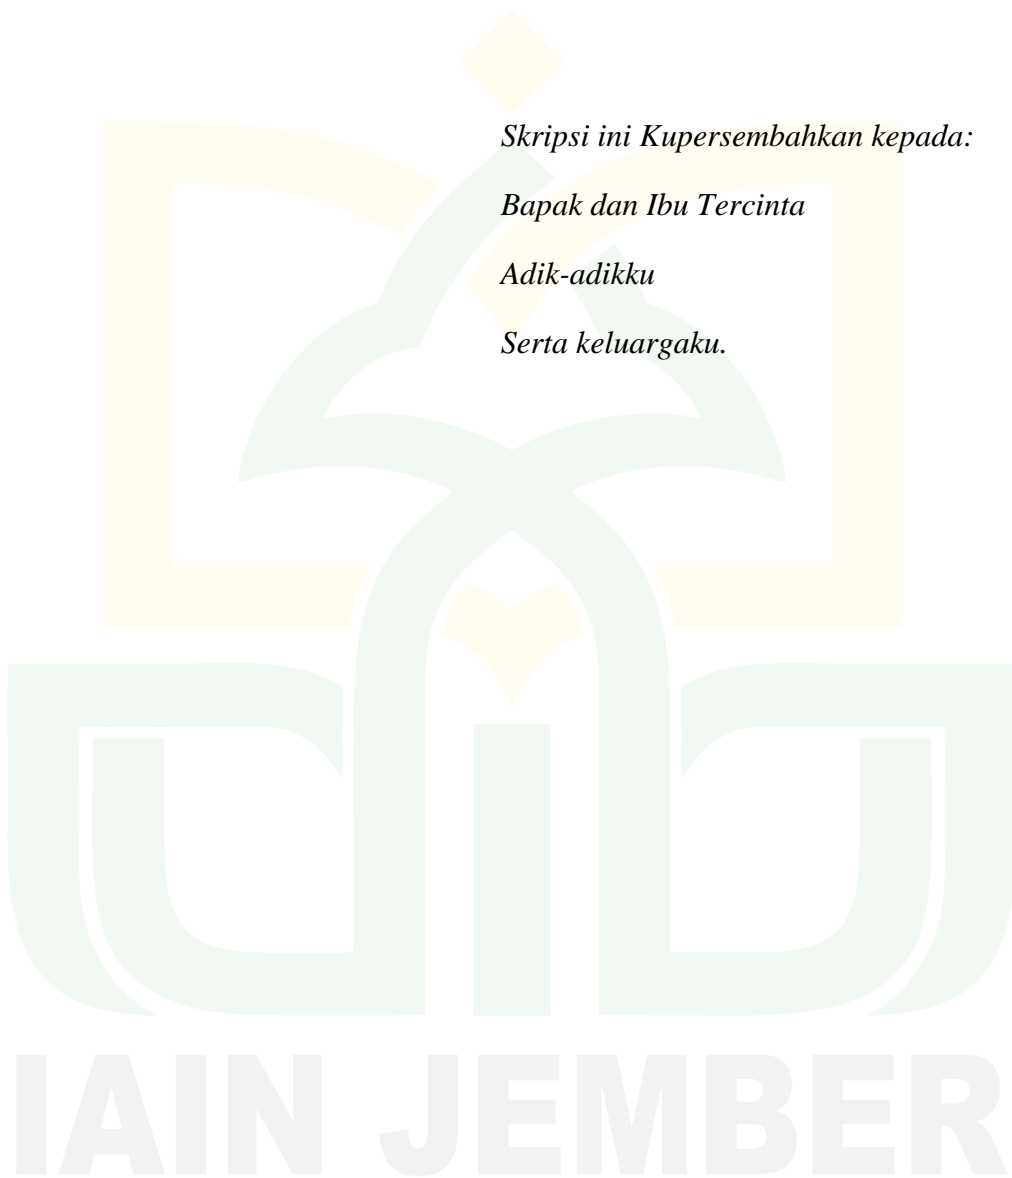 Skripsi ini Kupersembahkan kepada:
Bapak dan Ibu Tercinta
Adik-adikku
Serta keluargaku.
IAIN JEMBER